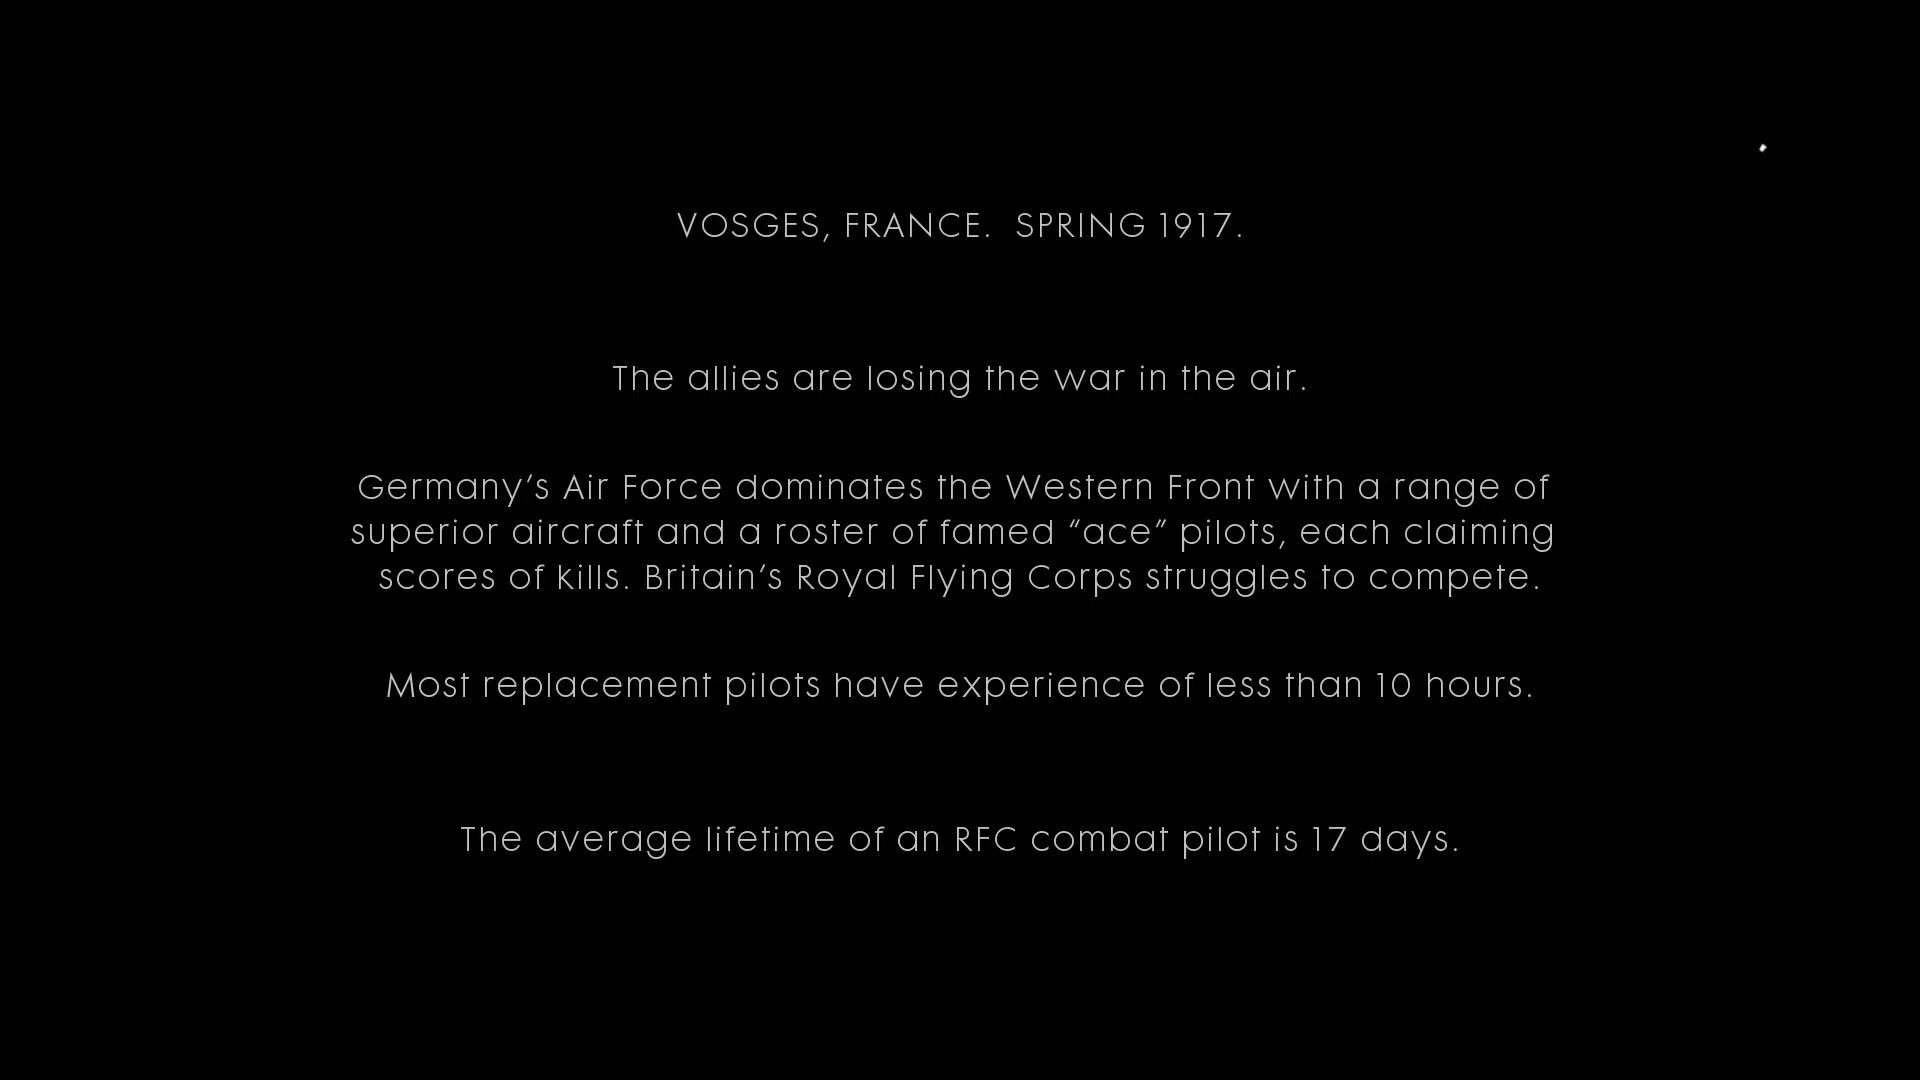 VOSGES, FRANCE.  SPRING 1917.
The allies are losing the war in the air.
Germany’s Air Force dominates the Western Front with a range of
superior aircraft and a roster of famed “ace” pilots, each claiming
scores of kills. Britain’s Royal Flying Corps struggles to compete.
Most replacement pilots have experience of less than 10 hours.
The average lifetime of an RFC combat pilot is 17 days.